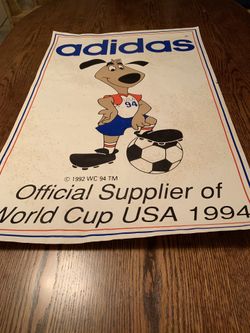 adidas
94
© 1992 WC '94 TM
Official Supplier of
World Cup USA 1994